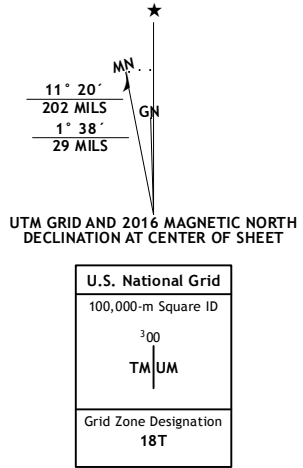 ★
MN
GN
11° 20´
202 MILS
1° 38´
29 MILS
UTM GRID AND 2016 MAGNETIC NORTH
DECLINATION AT CENTER OF SHEET
U.S. National Grid
100,000-m Square ID
³00
TM UM
Grid Zone Designation
18T